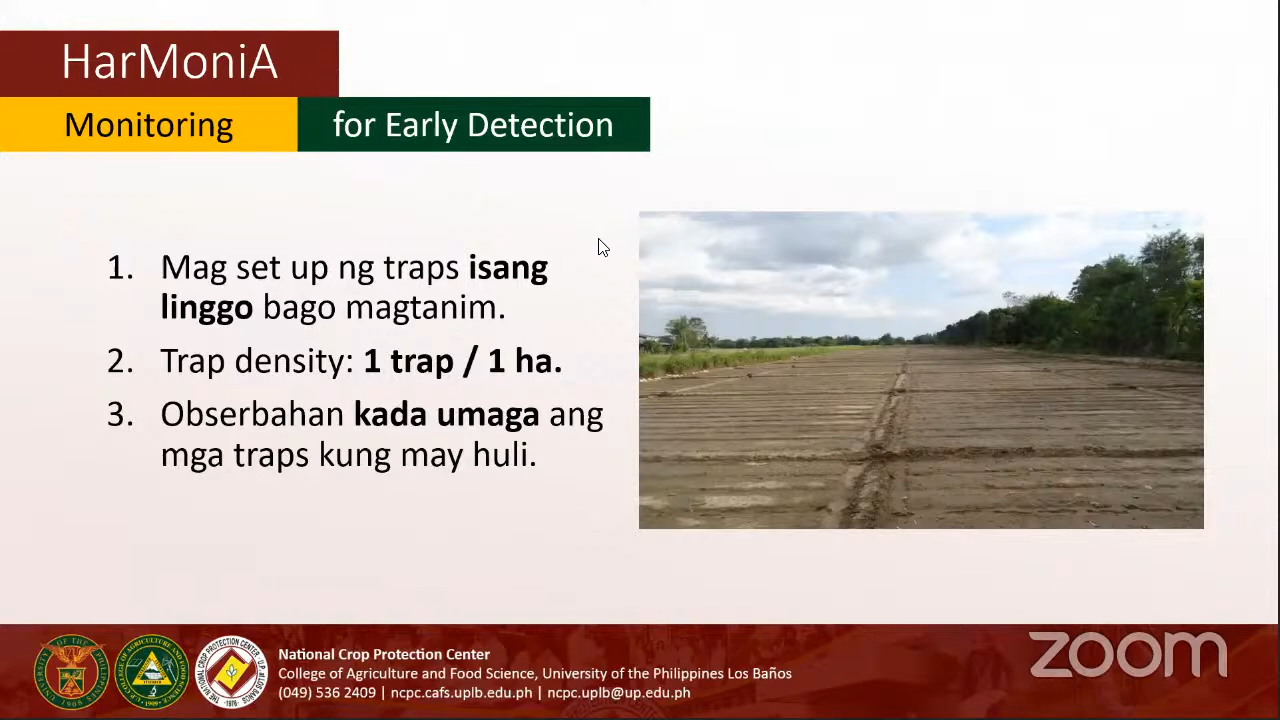 HarMoniA
Monitoring
for Early Detection
1. Mag set up ng traps isang
linggo bago magtanim.
2. Trap density: 1 trap / 1 ha.
3. Obserbahan kada umaga ang
mga traps kung may huli.
National Crop Protection Center
College of Agriculture and Food Science, University of the Philippines Los Baños
(049) 536 2409 | ncpc.cafs.uplb.edu.ph | ncpc.uplb@up.edu.ph
zoom